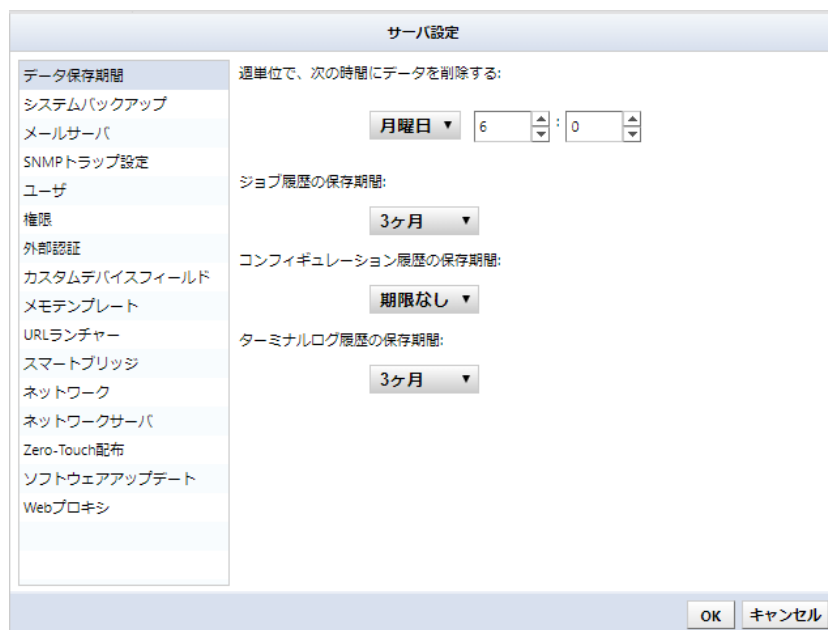 サーバ設定
データ保存期間
システムバックアップ
メールサーバ
SNMPトラップ設定
ユーザ
権限
外部認証
カスタムデバイスフィールド
メモテンプレート
URLランチャー
スマートブリッジ
ネットワーク
ネットワークサーバ
Zero-Touch配布
ソフトウェアアップデート
Webプロキシ
週単位で、次の時間にデータを削除する:
月曜日 ▼ 6 : 0
ジョブ履歴の保存期間:
3ヶ月 ▼
コンフィギュレーション履歴の保存期間:
期限なし ▼
ターミナルログ履歴の保存期間:
3ヶ月 ▼
OK キャンセル